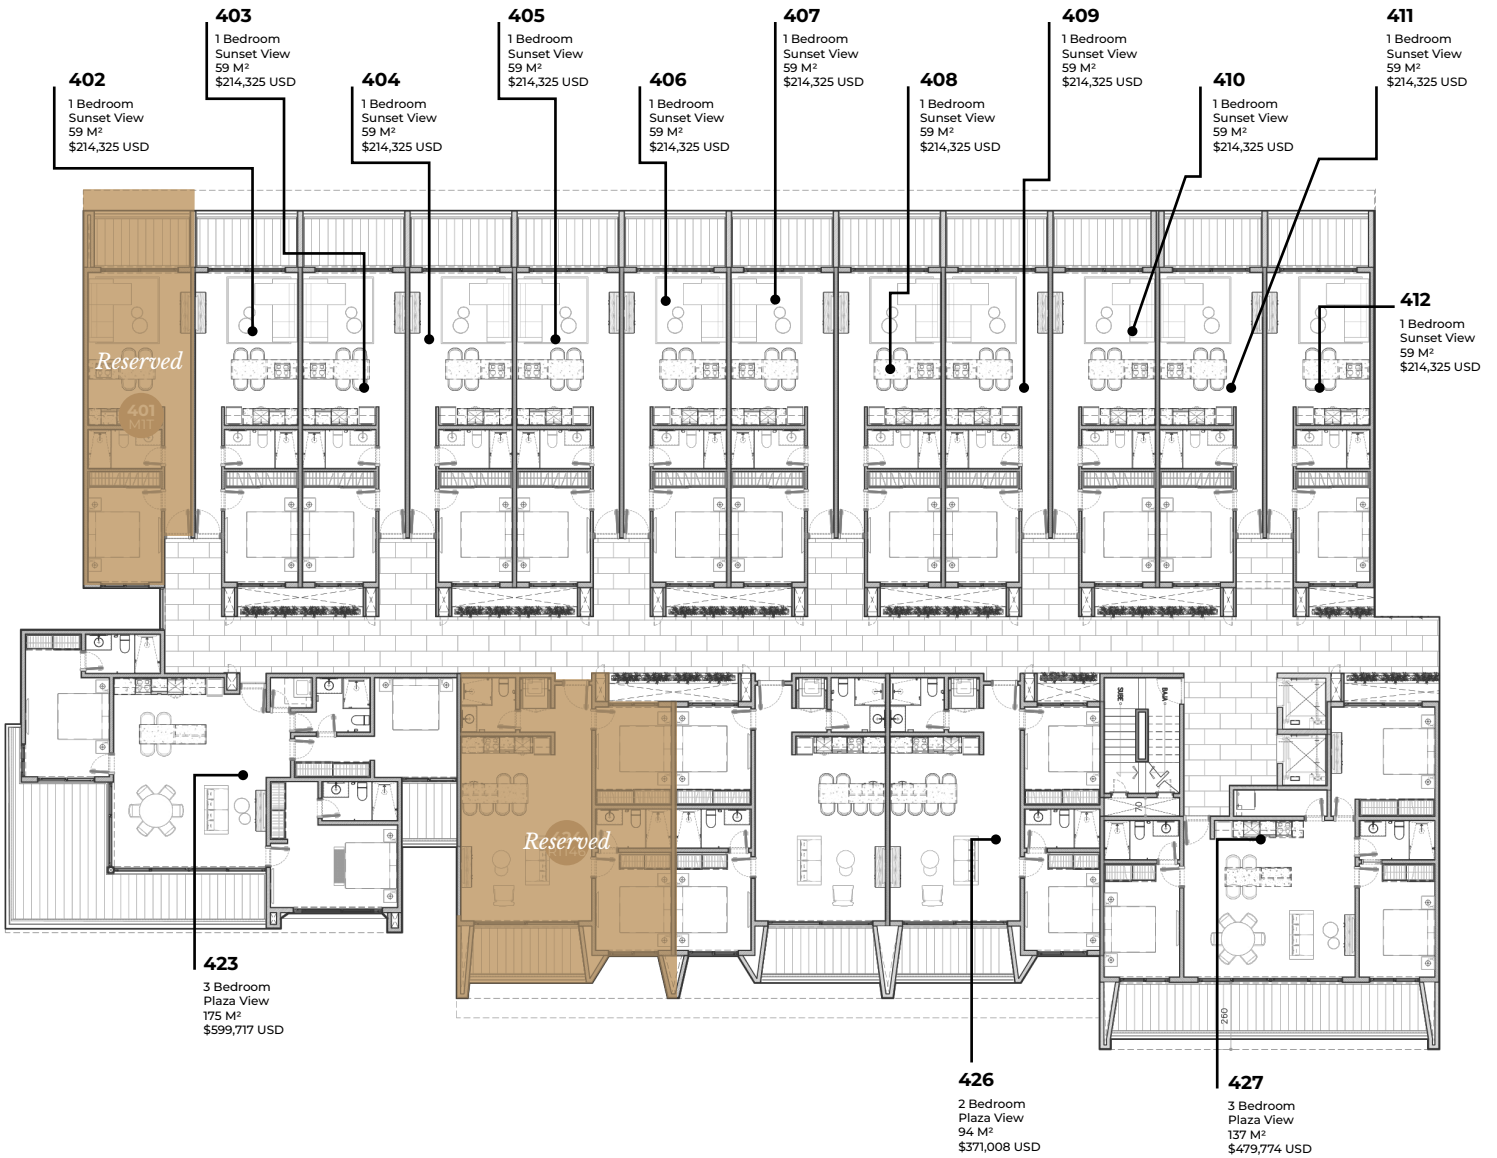 403
1 Bedroom
Sunset View
59 M²
$214,325 USD
405
1 Bedroom
Sunset View
59 M²
$214,325 USD
407
1 Bedroom
Sunset View
59 M²
$214,325 USD
409
1 Bedroom
Sunset View
59 M²
$214,325 USD
411
1 Bedroom
Sunset View
59 M²
$214,325 USD
402
1 Bedroom
Sunset View
59 M²
$214,325 USD
404
1 Bedroom
Sunset View
59 M²
$214,325 USD
406
1 Bedroom
Sunset View
59 M²
$214,325 USD
408
1 Bedroom
Sunset View
59 M²
$214,325 USD
410
1 Bedroom
Sunset View
59 M²
$214,325 USD
412
1 Bedroom
Sunset View
59 M²
$214,325 USD
Reserved
401
M1T
SUBE
BAJA
70
Reserved
260
423
3 Bedroom
Plaza View
175 M²
$599,717 USD
426
2 Bedroom
Plaza View
94 M²
$371,008 USD
427
3 Bedroom
Plaza View
137 M²
$479,774 USD